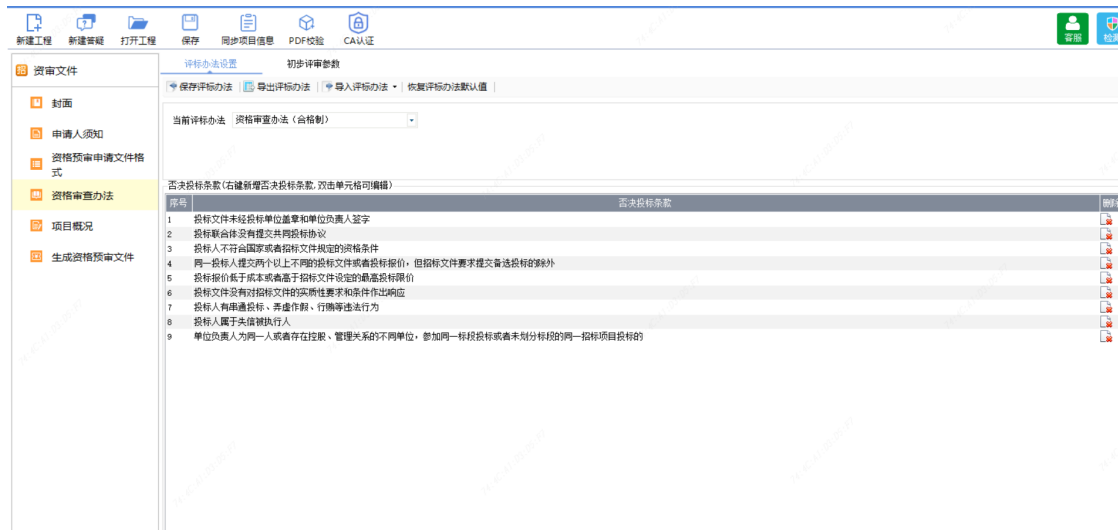 新建工程 新建答疑 打开工程 保存 同步项目信息 PDF校验 CA认证 客服 检测
资审文件
封面
申请人须知
资格预审申请文件格
式
资格审查办法
项目概况
生成资格预审文件
评标办法设置 初步评审参数
保存评标办法 导出评标办法 导入评标办法 恢复评标办法默认值
当前评标办法 资格审查办法（合格制）
否决投标条款(右键新增否决投标条款,双击单元格可编辑)
序号 否决投标条款 删除
1 投标文件未经投标单位盖章和单位负责人签字
2 投标联合体没有提交共同投标协议
3 投标人不符合国家或者招标文件规定的资格条件
4 同一投标人提交两个以上不同的投标文件或者投标报价，但招标文件要求提交备选投标的除外
5 投标报价低于成本或者高于招标文件设定的最高投标限价
6 投标文件没有对招标文件的实质性要求和条件作出响应
7 投标人有串通投标、弄虚作假、行贿等违法行为
8 投标人属于失信被执行人
9 单位负责人为同一人或者存在控股、管理关系的不同单位，参加同一标段投标或者未划分标段的同一招标项目投标的